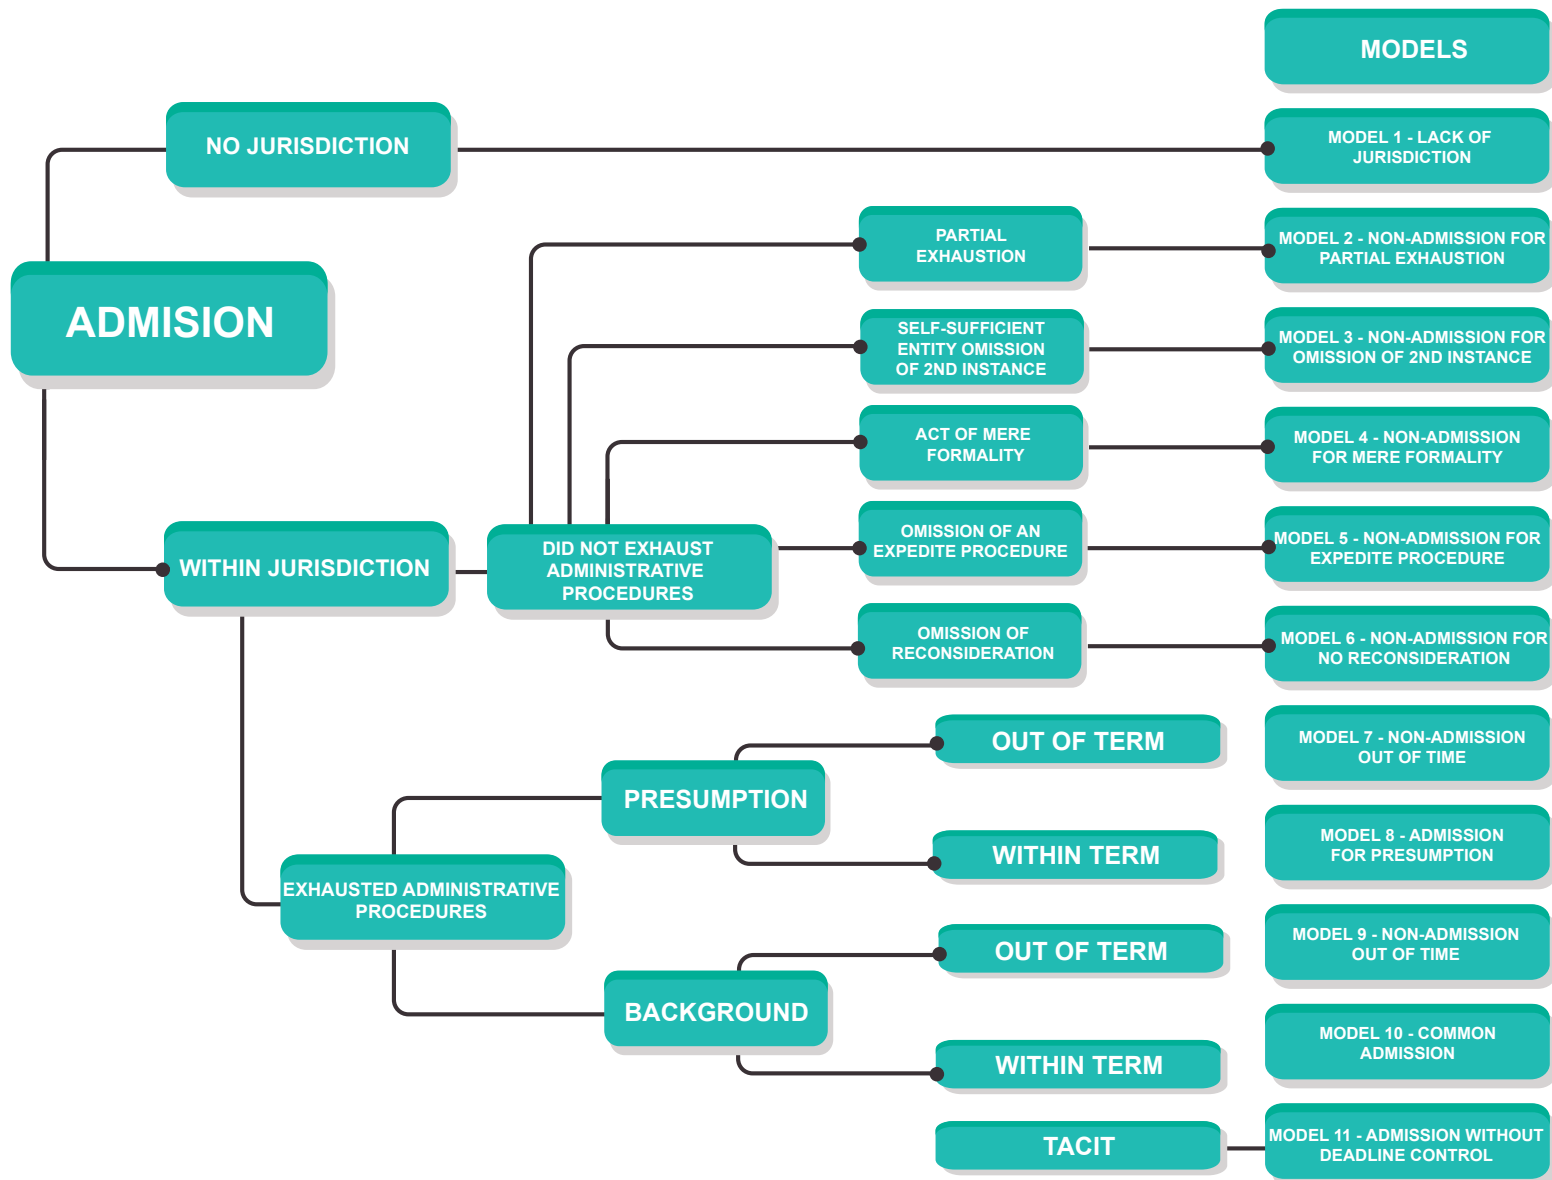 MODELS
NO JURISDICTION
MODEL 1 - LACK OF
JURISDICTION
ADMISION
PARTIAL
EXHAUSTION
MODEL 2 - NON-ADMISSION FOR
PARTIAL EXHAUSTION
SELF-SUFFICIENT
ENTITY OMISSION
OF 2ND INSTANCE
MODEL 3 - NON-ADMISSION FOR
OMISSION OF 2ND INSTANCE
ACT OF MERE
FORMALITY
MODEL 4 - NON-ADMISSION
FOR MERE FORMALITY
WITHIN JURISDICTION
DID NOT EXHAUST
ADMINISTRATIVE
PROCEDURES
OMISSION OF AN
EXPEDITE PROCEDURE
MODEL 5 - NON-ADMISSION FOR
EXPEDITE PROCEDURE
OMISSION OF
RECONSIDERATION
MODEL 6 - NON-ADMISSION FOR
NO RECONSIDERATION
OUT OF TERM
MODEL 7 - NON-ADMISSION
OUT OF TIME
PRESUMPTION
WITHIN TERM
MODEL 8 - ADMISSION
FOR PRESUMPTION
EXHAUSTED ADMINISTRATIVE
PROCEDURES
OUT OF TERM
MODEL 9 - NON-ADMISSION
OUT OF TIME
BACKGROUND
WITHIN TERM
MODEL 10 - COMMON
ADMISSION
TACIT
MODEL 11 - ADMISSION WITHOUT
DEADLINE CONTROL